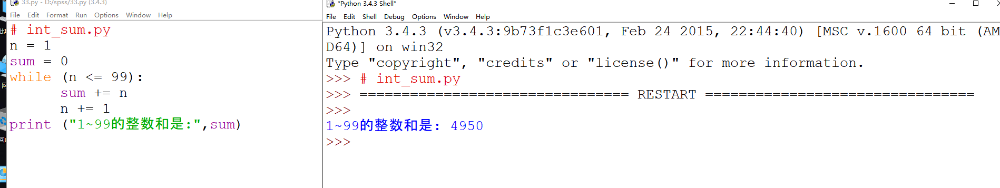 33.py - D:/spss/33.py (3.4.3)
File Edit Format Run Options Window Help
# int_sum.py
n = 1
sum = 0
while (n <= 99):
      sum += n
      n += 1
print ("1~99的整数和是:",sum)
*Python 3.4.3 Shell*
File Edit Shell Debug Options Window Help
Python 3.4.3 (v3.4.3:9b73f1c3e601, Feb 24 2015, 22:44:40) [MSC v.1600 64 bit (AM
D64)] on win32
Type "copyright", "credits" or "license()" for more information.
>>> # int_sum.py
>>> ================================ RESTART ================================
>>>
1~99的整数和是: 4950
>>>